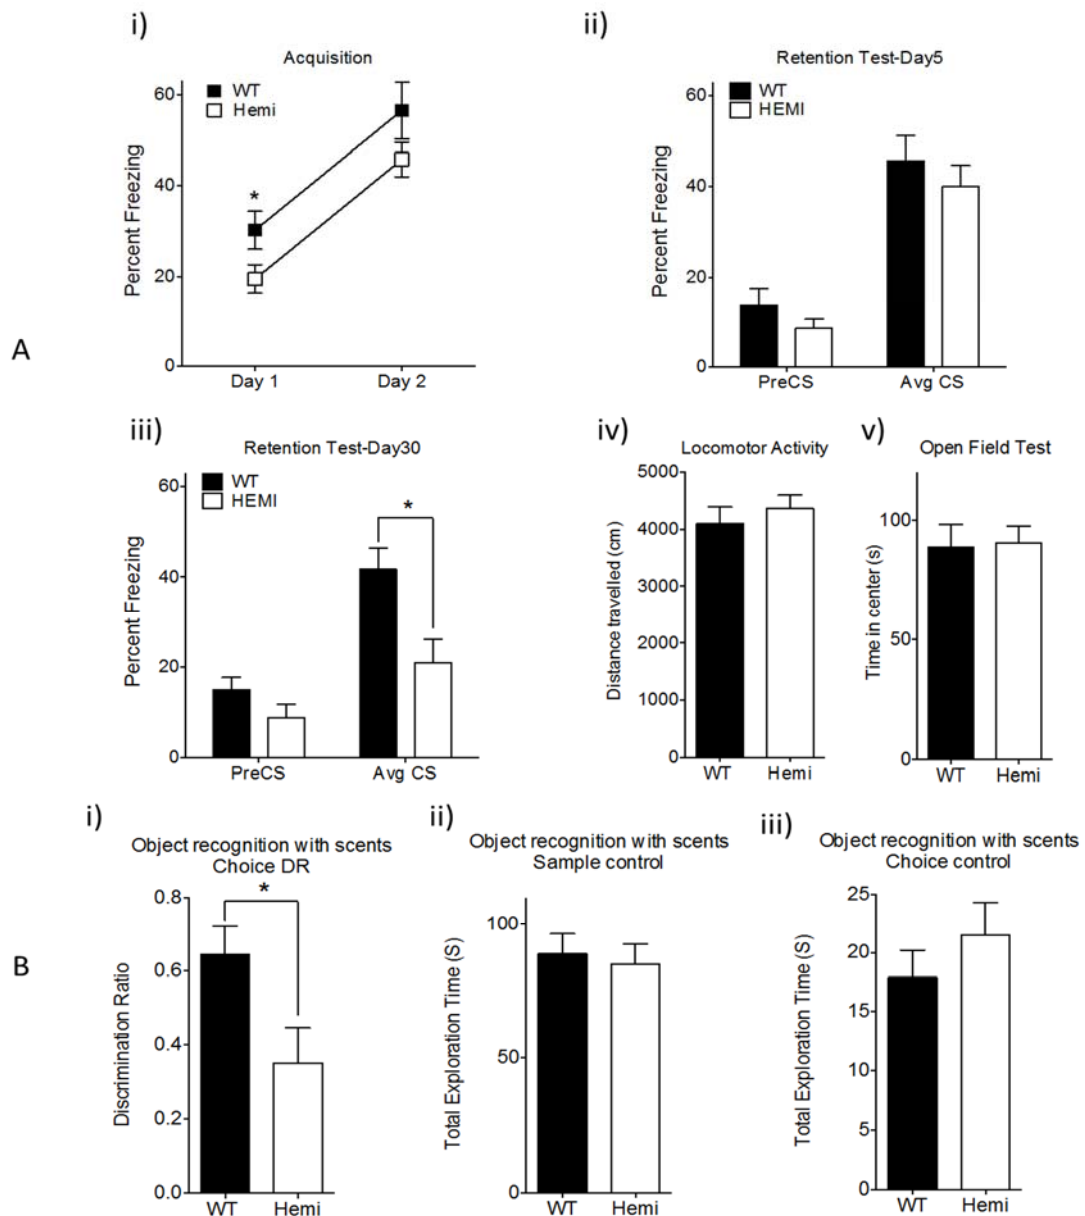 A
i)
Acquisition
WT
Hemi
Percent Freezing
60
40
20
0
*
Day 1 Day 2
ii)
Retention Test-Day5
WT
HEMI
Percent Freezing
60
40
20
0
PreCS Avg CS
iii)
Retention Test-Day30
WT
HEMI
Percent Freezing
60
40
20
0
*
PreCS Avg CS
iv)
Locomotor Activity
Distance travelled (cm)
5000
4000
3000
2000
1000
0
WT Hemi
v)
Open Field Test
Time in center (s)
100
50
0
WT Hemi
B
i)
Object recognition with scents
Choice DR
Discrimination Ratio
0.8
0.6
0.4
0.2
0.0
*
WT Hemi
ii)
Object recognition with scents
Sample control
Total Exploration Time (S)
100
50
0
WT Hemi
iii)
Object recognition with scents
Choice control
Total Exploration Time (S)
25
20
15
10
5
0
WT Hemi